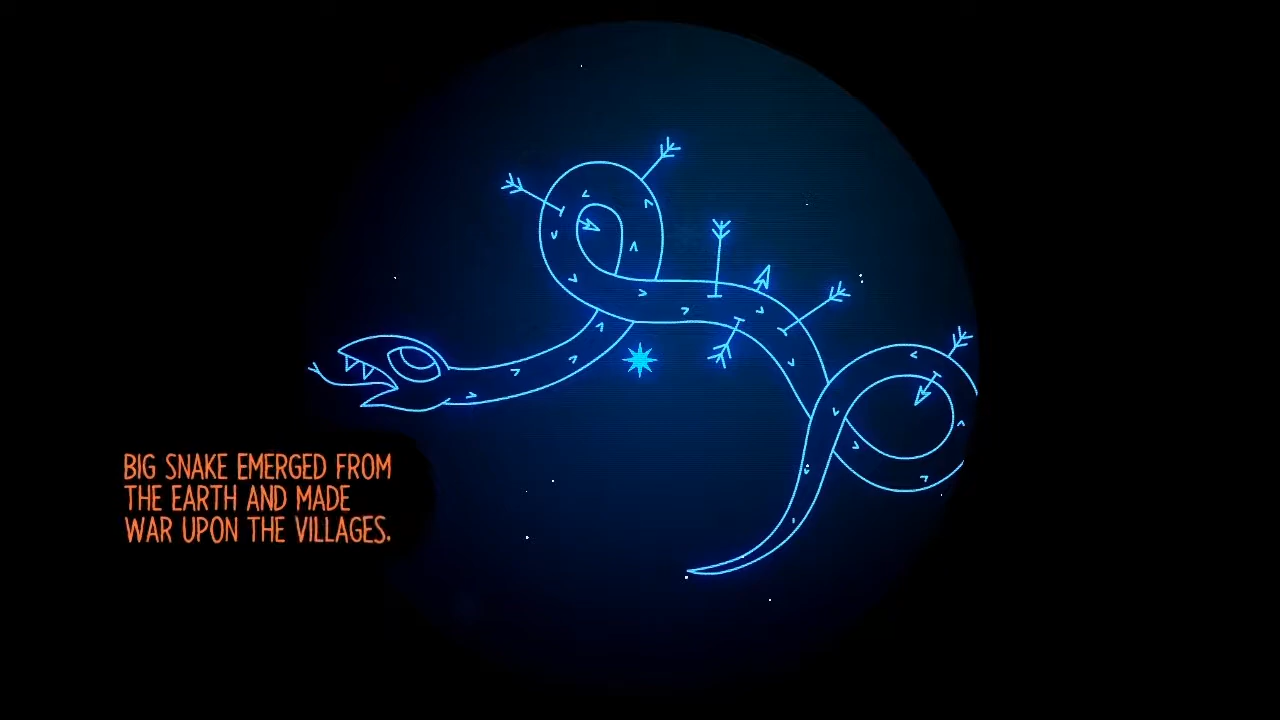 BIG SNAKE EMERGED FROM
THE EARTH AND MADE
WAR UPON THE VILLAGES.